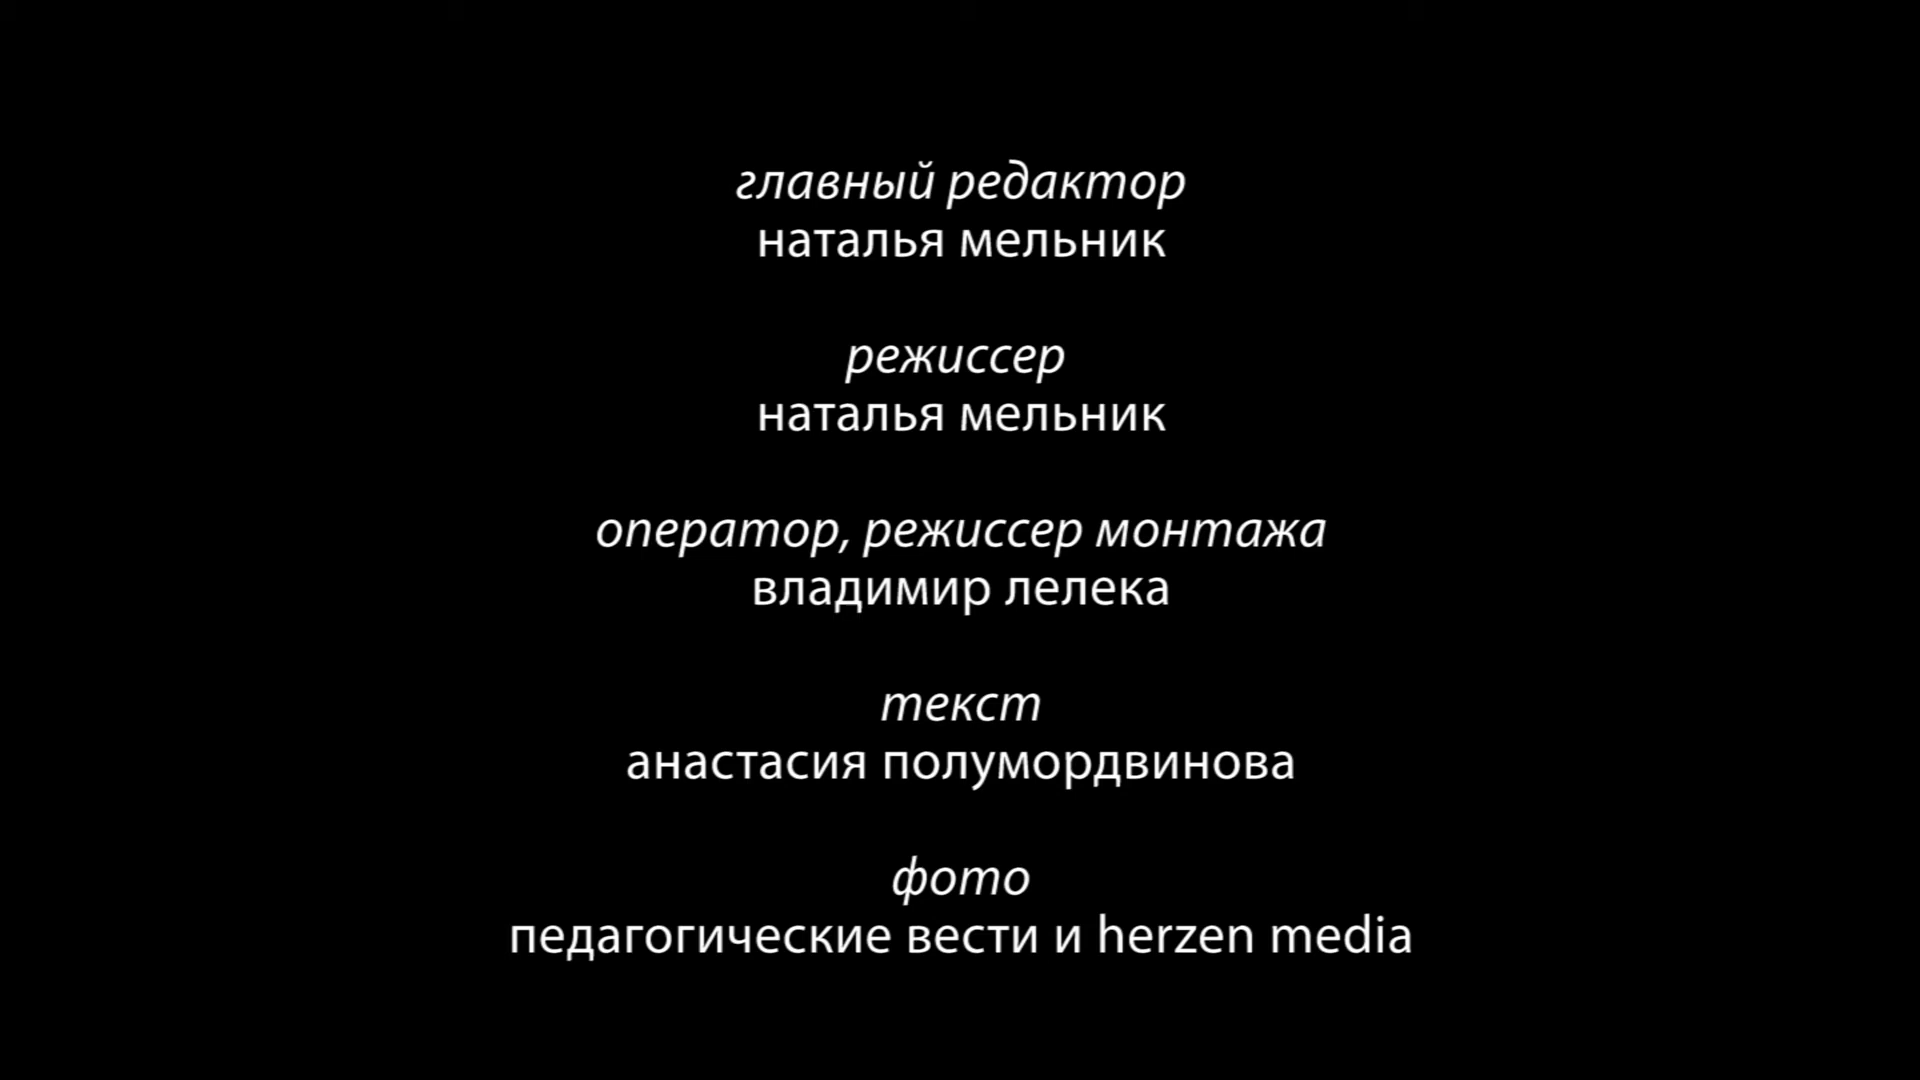 главный редактор
наталья мельник
режиссер
наталья мельник
оператор, режиссер монтажа
владимир лелека
текст
анастасия полумордвинова
фото
педагогические вести и herzen media